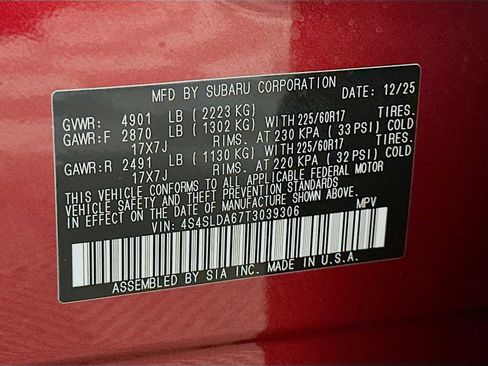 MFD BY SUBARU CORPORATION DATE: 12/25
GVWR: 4901 LB ( 2223 KG)
GAWR:F 2870 LB ( 1302 KG) WITH 225/60R17 TIRES.
17X7J RIMS. AT 230 KPA ( 33 PSI) COLD
GAWR:R 2491 LB ( 1130 KG) WITH 225/60R17 TIRES.
17X7J RIMS. AT 220 KPA ( 32 PSI) COLD
THIS VEHICLE CONFORMS TO ALL APPLICABLE FEDERAL MOTOR
VEHICLE SAFETY AND THEFT PREVENTION STANDARDS
IN EFFECT ON THE DATE OF MANUFACTURE SHOWN ABOVE.
VIN: 4S4SLDA67T3039306 MPV
ASSEMBLED BY SIA INC. MADE IN U.S.A.